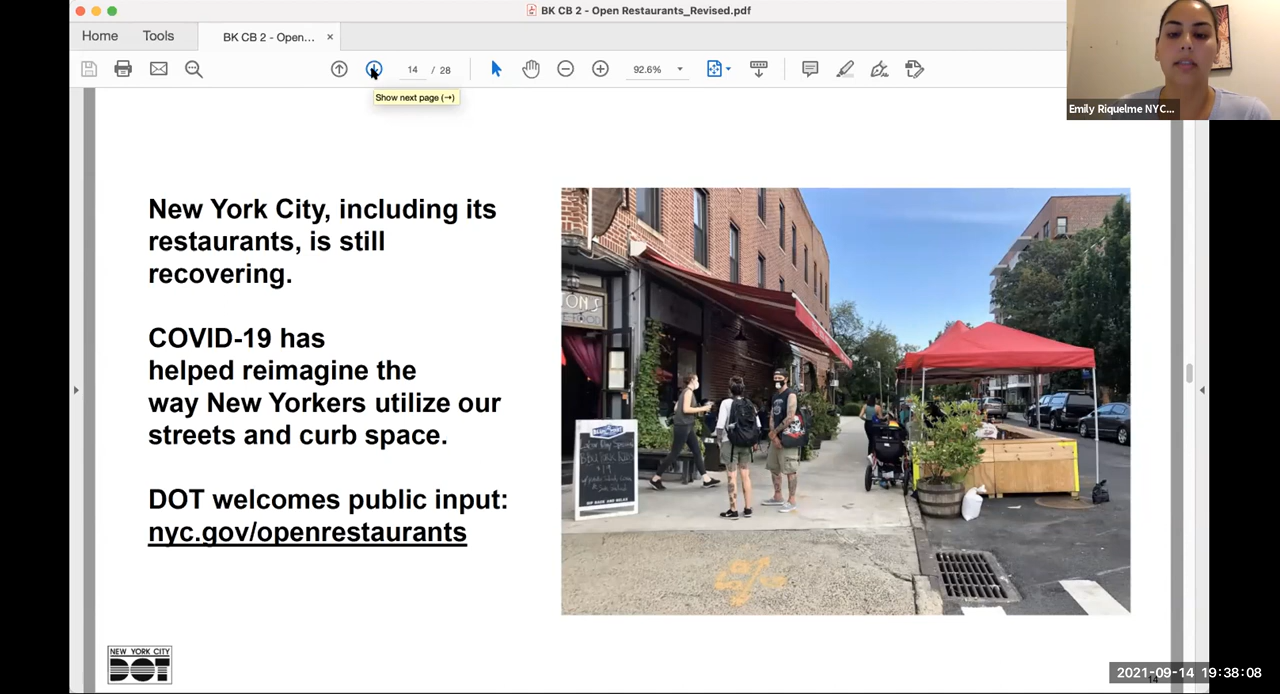 BK CB 2 - Open Restaurants_Revised.pdf
Home
Tools
BK CB 2 - Open...
×
14 / 28
92.6%
Show next page (→)
Emily Riquelme NYC...
New York City, including its
restaurants, is still
recovering.
COVID-19 has
helped reimagine the
way New Yorkers utilize our
streets and curb space.
DOT welcomes public input:
nyc.gov/openrestaurants
NEW YORK CITY
DOT
2021-09-14 19:38:08
14